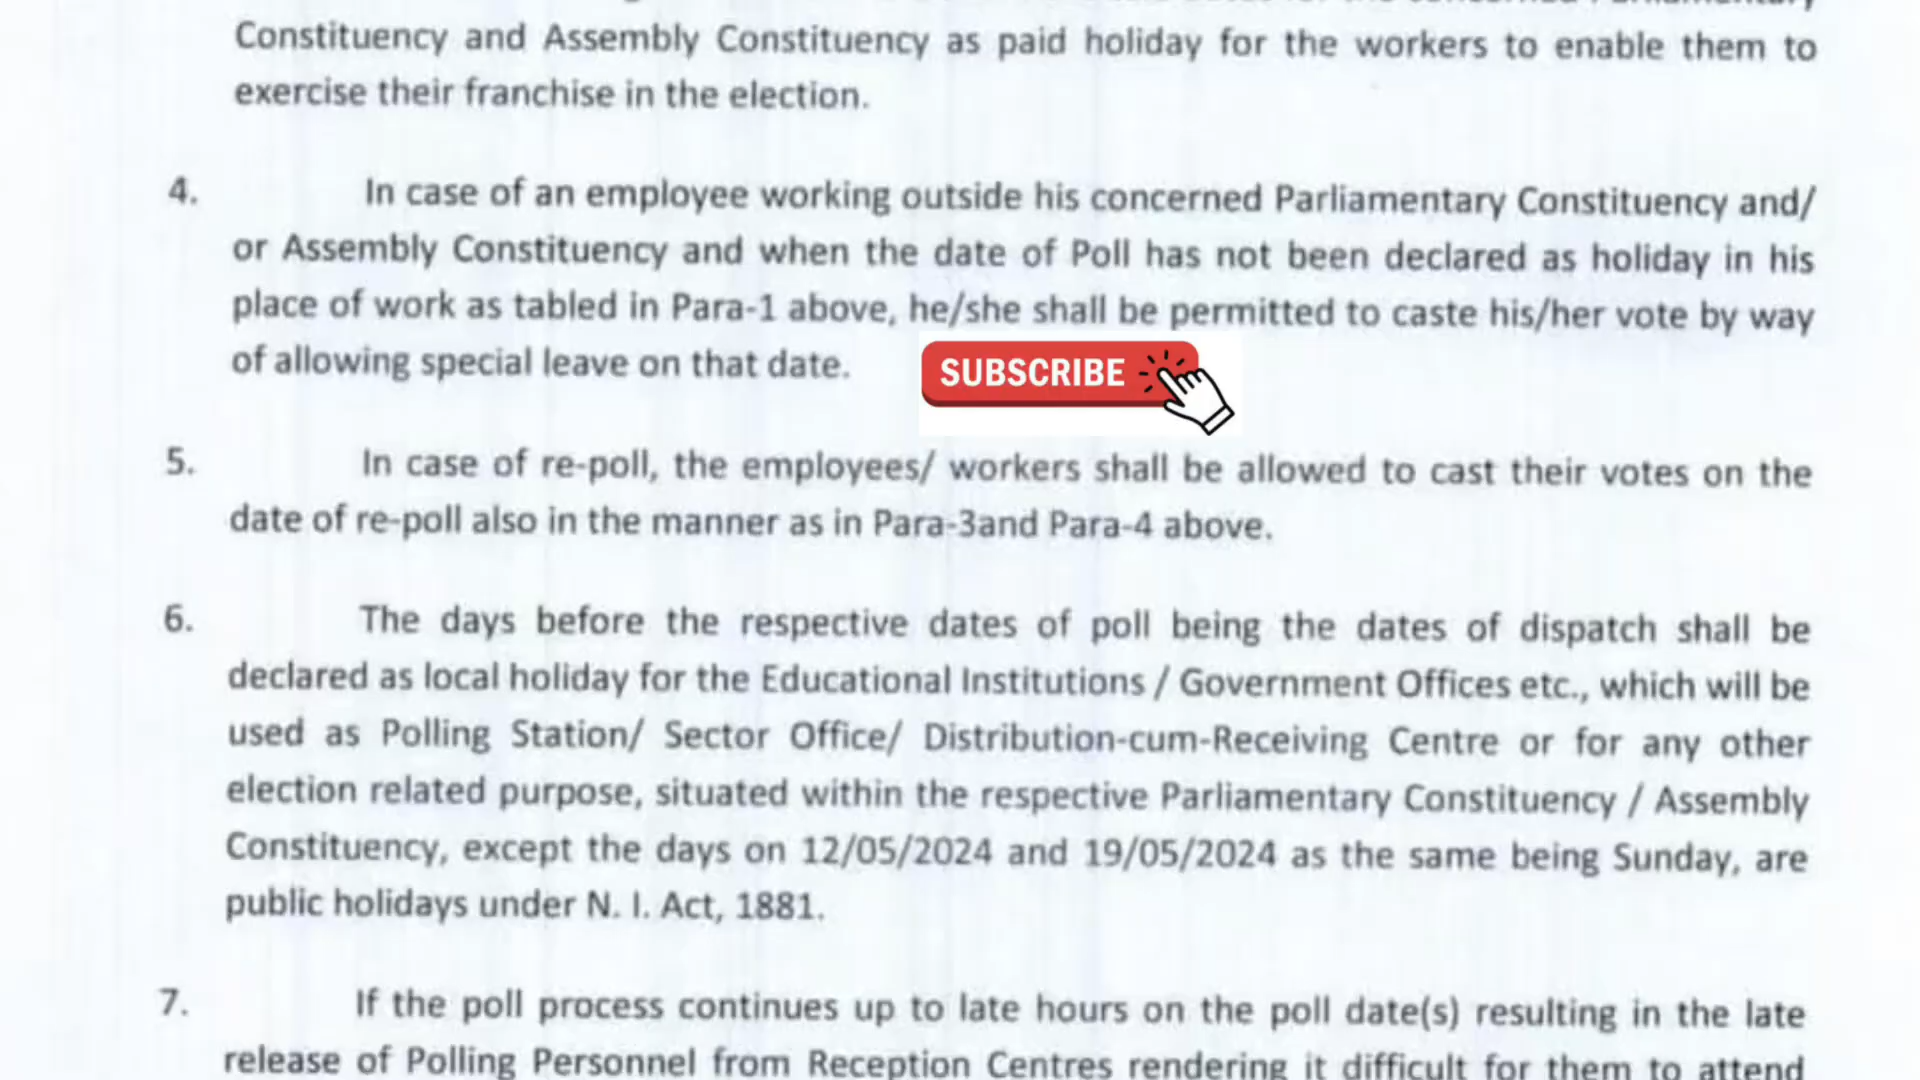 Constituency and Assembly Constituency as paid holiday for the workers to enable them to
exercise their franchise in the election.
4. In case of an employee working outside his concerned Parliamentary Constituency and/
or Assembly Constituency and when the date of Poll has not been declared as holiday in his
place of work as tabled in Para-1 above, he/she shall be permitted to caste his/her vote by way
of allowing special leave on that date.
SUBSCRIBE
5. In case of re-poll, the employees/ workers shall be allowed to cast their votes on the
date of re-poll also in the manner as in Para-3and Para-4 above.
6. The days before the respective dates of poll being the dates of dispatch shall be
declared as local holiday for the Educational Institutions / Government Offices etc., which will be
used as Polling Station/ Sector Office/ Distribution-cum-Receiving Centre or for any other
election related purpose, situated within the respective Parliamentary Constituency / Assembly
Constituency, except the days on 12/05/2024 and 19/05/2024 as the same being Sunday, are
public holidays under N. I. Act, 1881.
7. If the poll process continues up to late hours on the poll date(s) resulting in the late
release of Polling Personnel from Reception Centres rendering it difficult for them to attend